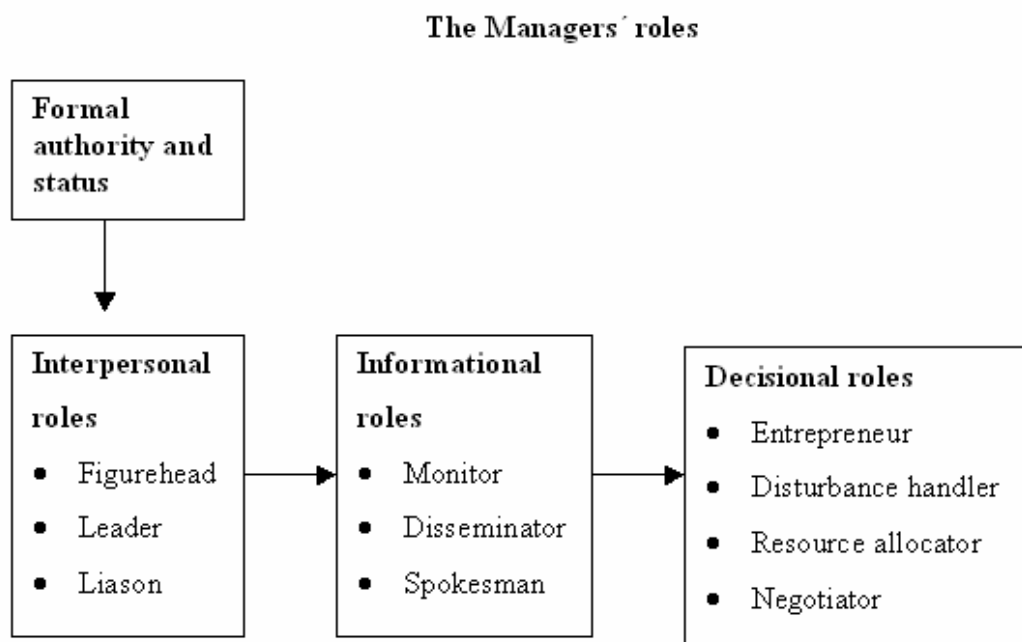 The Managers´ roles
Formal
authority and
status
Interpersonal
roles
• Figurehead
• Leader
• Liason
Informational
roles
• Monitor
• Disseminator
• Spokesman
Decisional roles
• Entrepreneur
• Disturbance handler
• Resource allocator
• Negotiator